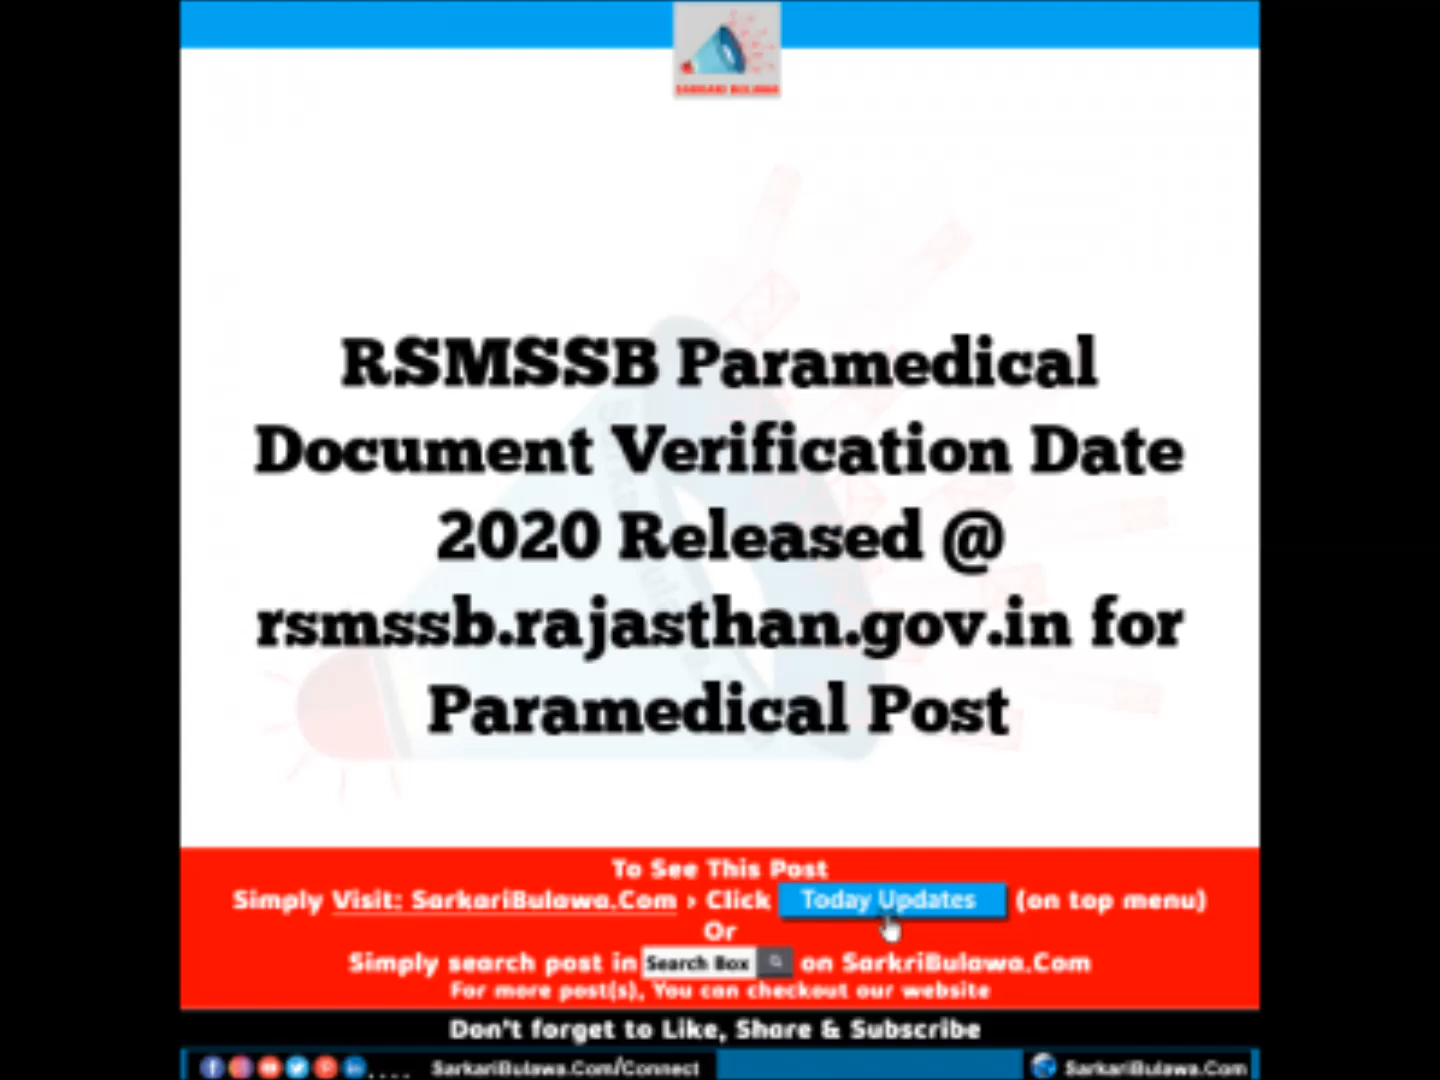 SARKARI BULAWA
RSMSSB Paramedical
Document Verification Date
2020 Released @
rsmssb.rajasthan.gov.in for
Paramedical Post
To See This Post
Simply Visit: SarkariBulawa.Com › Click Today Updates (on top menu)
Or
Simply search post in Search Box on SarkriBulawa.Com
For more post(s), You can checkout our website
Don't forget to Like, Share & Subscribe
.... SarkariBulawa.Com/Connect SarkariBulawa.Com